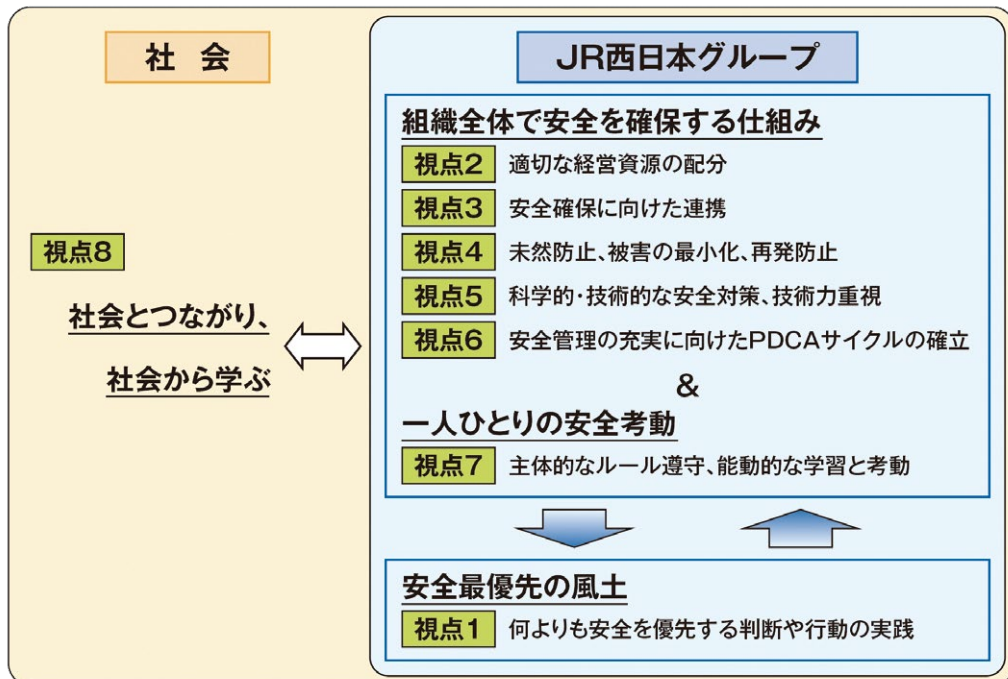 社会
視点8
社会とつながり、
社会から学ぶ
JR西日本グループ
組織全体で安全を確保する仕組み
視点2 適切な経営資源の配分
視点3 安全確保に向けた連携
視点4 未然防止、被害の最小化、再発防止
視点5 科学的・技術的な安全対策、技術力重視
視点6 安全管理の充実に向けたPDCAサイクルの確立
&
一人ひとりの安全考動
視点7 主体的なルール遵守、能動的な学習と考動
安全最優先の風土
視点1 何よりも安全を優先する判断や行動の実践